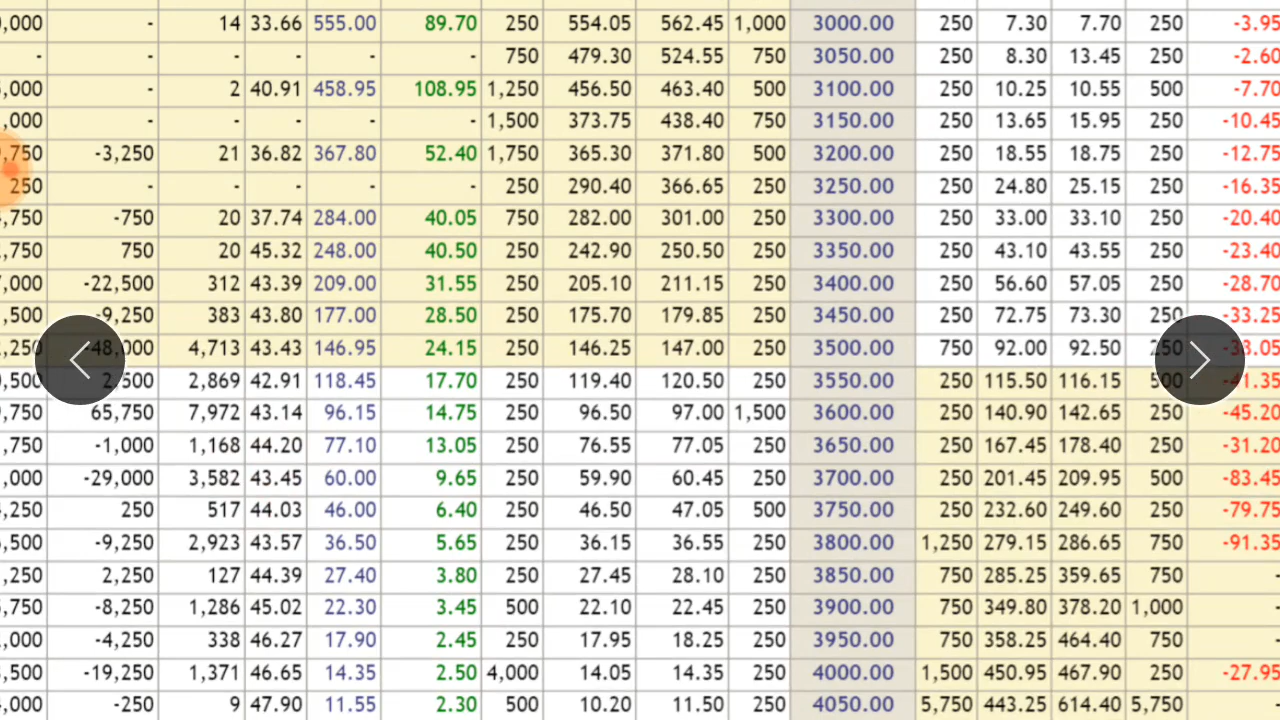 ,000 - 14 33.66 555.00 89.70 250 554.05 562.45 1,000 3000.00 250 7.30 7.70 250 -3.95
- - - - - - 750 479.30 524.55 750 3050.00 250 8.30 13.45 250 -2.60
,000 - 2 40.91 458.95 108.95 1,250 456.50 463.40 500 3100.00 250 10.25 10.55 500 -7.70
,000 - - - - - 1,500 373.75 438.40 750 3150.00 250 13.65 15.95 250 -10.45
,750 -3,250 21 36.82 367.80 52.40 1,750 365.30 371.80 500 3200.00 250 18.55 18.75 250 -12.75
250 - - - - - 250 290.40 366.65 250 3250.00 250 24.80 25.15 250 -16.35
,750 -750 20 37.74 284.00 40.05 750 282.00 301.00 250 3300.00 250 33.00 33.10 250 -20.40
,750 750 20 45.32 248.00 40.50 250 242.90 250.50 250 3350.00 250 43.10 43.55 250 -23.40
,000 -22,500 312 43.39 209.00 31.55 250 205.10 211.15 250 3400.00 250 56.60 57.05 250 -28.70
,500 -9,250 383 43.80 177.00 28.50 250 175.70 179.85 250 3450.00 250 72.75 73.30 250 -33.25
,250 -48,000 4,713 43.43 146.95 24.15 250 146.25 147.00 250 3500.00 750 92.00 92.50 250 -33.05
,500 2,500 2,869 42.91 118.45 17.70 250 119.40 120.50 250 3550.00 250 115.50 116.15 500 -41.35
,750 65,750 7,972 43.14 96.15 14.75 250 96.50 97.00 1,500 3600.00 250 140.90 142.65 250 -45.20
,750 -1,000 1,168 44.20 77.10 13.05 250 76.55 77.05 250 3650.00 250 167.45 178.40 250 -31.20
,000 -29,000 3,582 43.45 60.00 9.65 250 59.90 60.45 250 3700.00 250 201.45 209.95 500 -83.45
,250 250 517 44.03 46.00 6.40 250 46.50 47.05 500 3750.00 250 232.60 249.60 250 -79.75
,500 -9,250 2,923 43.57 36.50 5.65 250 36.15 36.55 250 3800.00 1,250 279.15 286.65 750 -91.35
,250 2,250 127 44.39 27.40 3.80 250 27.45 28.10 250 3850.00 750 285.25 359.65 750 -
,750 -8,250 1,286 45.02 22.30 3.45 500 22.10 22.45 250 3900.00 750 349.80 378.20 1,000 -
,000 -4,250 338 46.27 17.90 2.45 250 17.95 18.25 250 3950.00 750 358.25 464.40 750 -
,500 -19,250 1,371 46.65 14.35 2.50 4,000 14.05 14.35 250 4000.00 1,500 450.95 467.90 250 -27.95
,000 -250 9 47.90 11.55 2.30 500 10.20 11.50 250 4050.00 5,750 443.25 614.40 5,750 -